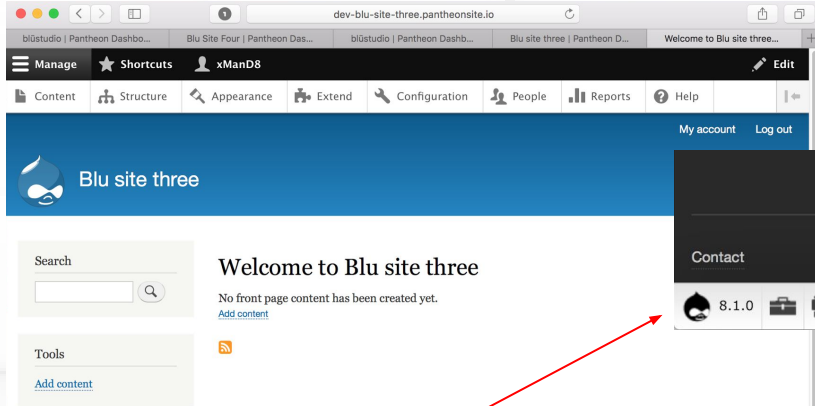 dev-blu-site-three.pantheonsite.io
blūstudio | Pantheon Dashbo...
Blu Site Four | Pantheon Das...
blūstudio | Pantheon Dashb...
Blu site three | Pantheon D...
Welcome to Blu site three...
Manage
Shortcuts
xManD8
Edit
Content
Structure
Appearance
Extend
Configuration
People
Reports
Help
My account
Log out
Blu site three
Contact
8.1.0
Search
Welcome to Blu site three
No front page content has been created yet.
Add content
Tools
Add content